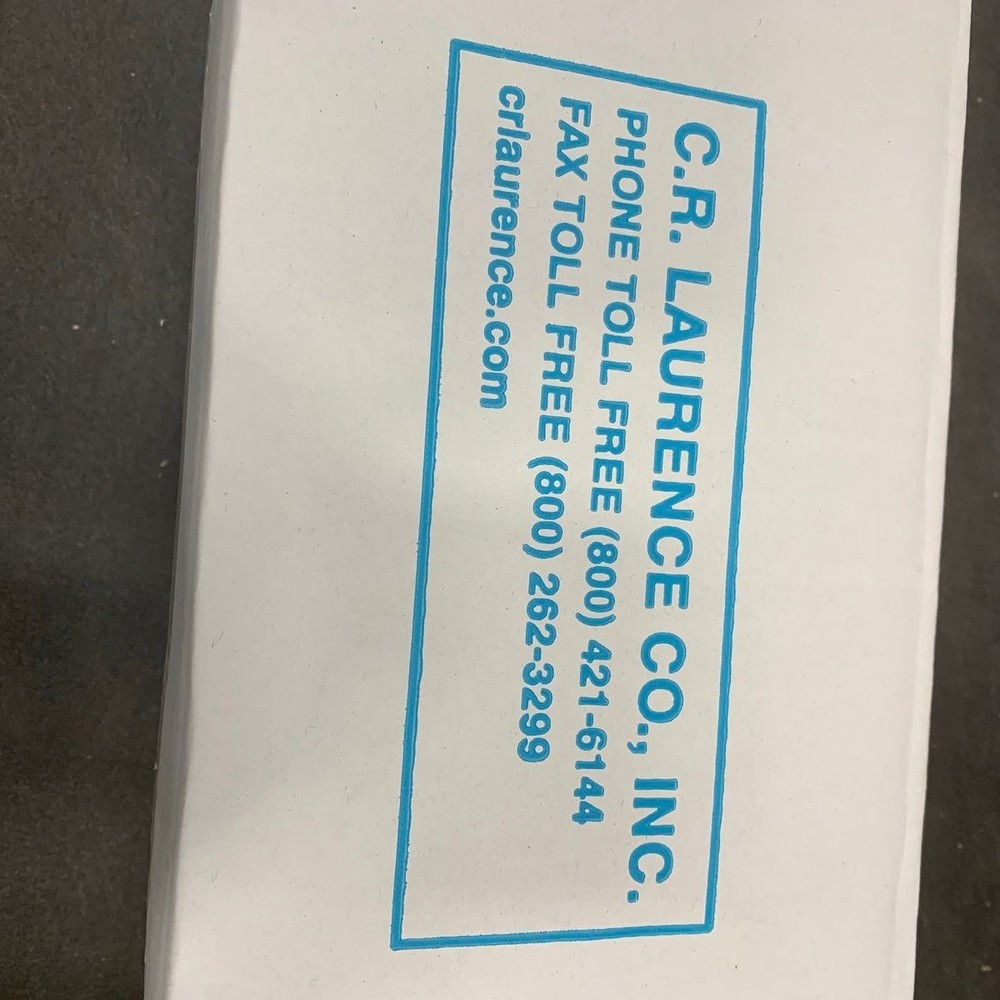 C.R. LAURENCE CO., INC.
PHONE TOLL FREE (800) 421-6144
FAX TOLL FREE (800) 262-3299
crlaurence.com